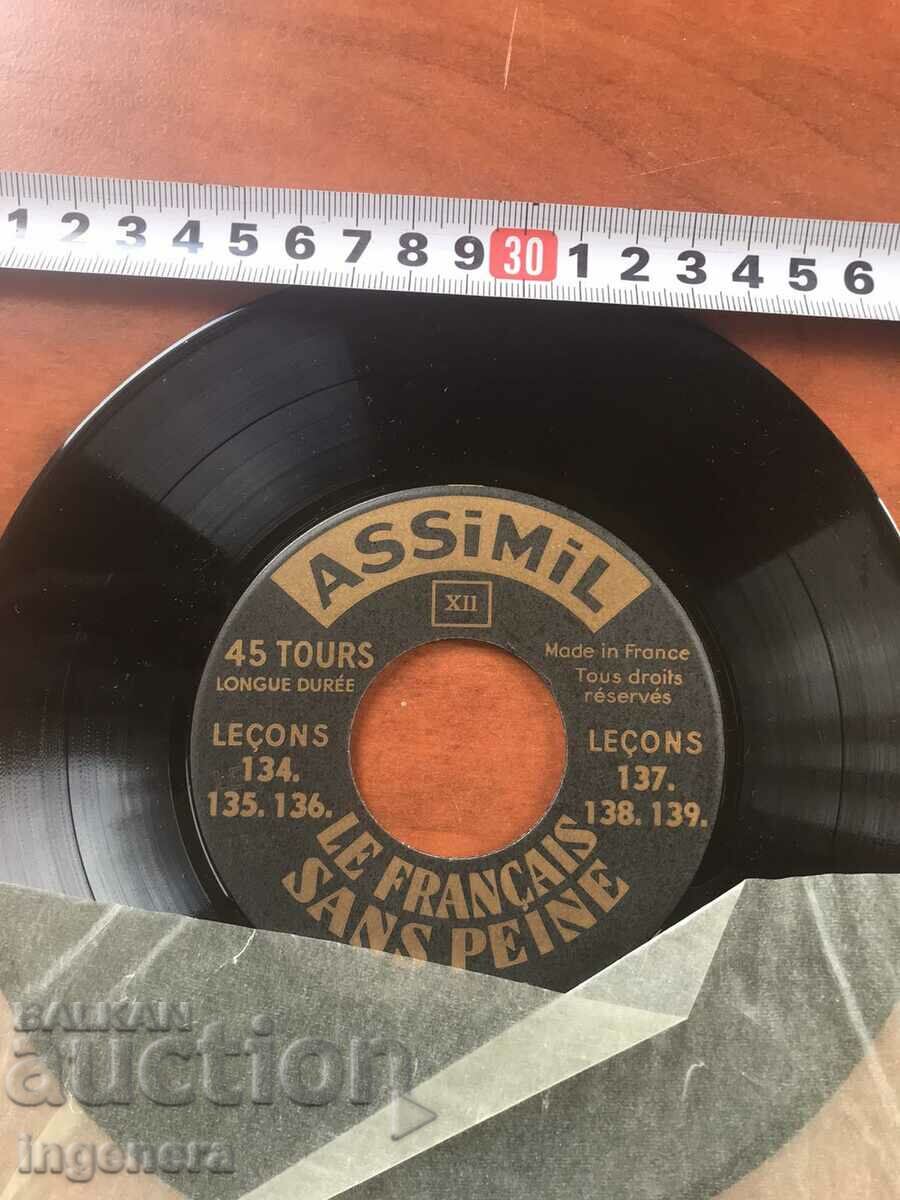 1 2 3 4 5 6 7 8 9 30 1 2 3 4 5 6
ASSiMiL
XII
45 TOURS
LONGUE DURÉE
Made in France
Tous droits
réservés
LEÇONS
134.
135. 136.
LEÇONS
137.
138. 139.
LE FRANÇAIS
SANS PEINE
BALKAN
auction
ingenera